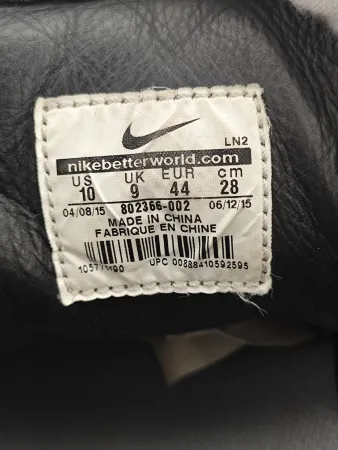 LN2
nikebetterworld.com
US UK EUR cm
10 9 44 28
04/08/15 802366-002 06/12/15
MADE IN CHINA
FABRIQUE EN CHINE
UPC 00888410592595